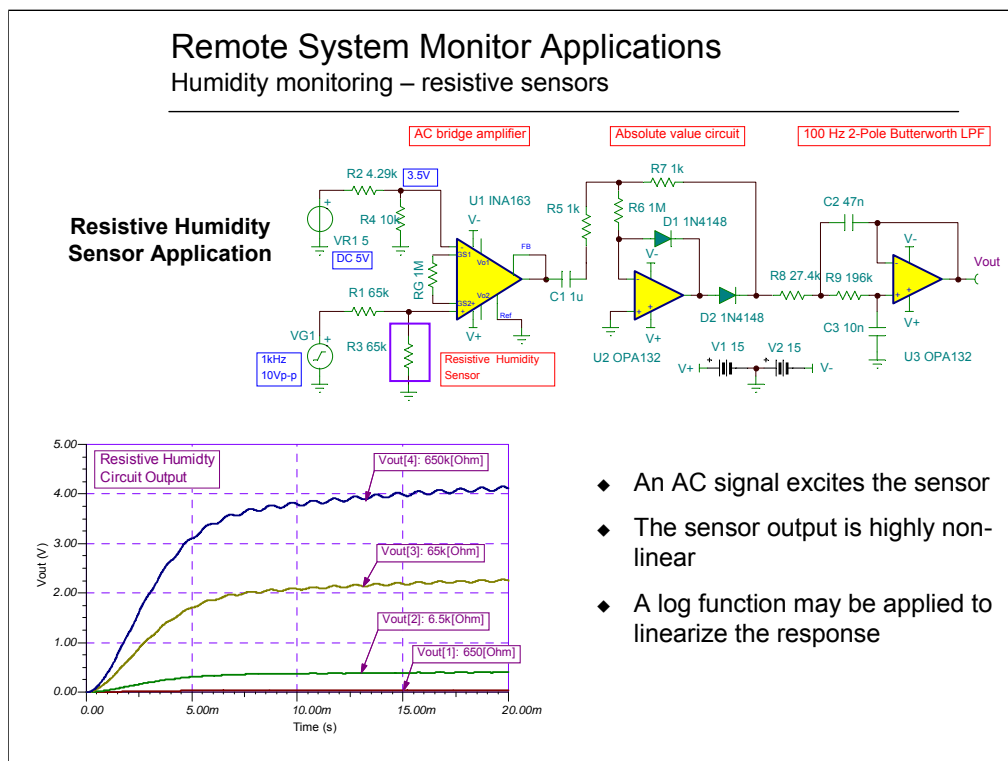 Remote System Monitor Applications
Humidity monitoring – resistive sensors
AC bridge amplifier
Absolute value circuit
100 Hz 2-Pole Butterworth LPF
Resistive Humidity
Sensor Application
R2 4.29k
3.5V
R4 10k
VR1 5
DC 5V
U1 INA163
V-
GS1
Vo1
FB
RG 1M
GS2+
Vo2
Ref
V+
-
+
R1 65k
VG1
+
1kHz
10Vp-p
R3 65k
Resistive Humidity
Sensor
C1 1u
R5 1k
R7 1k
R6 1M
D1 1N4148
V-
-
+
V+
D2 1N4148
U2 OPA132
R8 27.4k
R9 196k
C2 47n
C3 10n
V-
-
+
V+
U3 OPA132
Vout
V1 15
V2 15
V+
V-
+
+
Resistive Humidty
Circuit Output
Vout[4]: 650k[Ohm]
Vout[3]: 65k[Ohm]
Vout[2]: 6.5k[Ohm]
Vout[1]: 650[Ohm]
5.00
4.00
3.00
2.00
1.00
0.00
Vout (V)
0.00
5.00m
10.00m
15.00m
20.00m
Time (s)
◆ An AC signal excites the sensor
◆ The sensor output is highly non-
linear
◆ A log function may be applied to
linearize the response